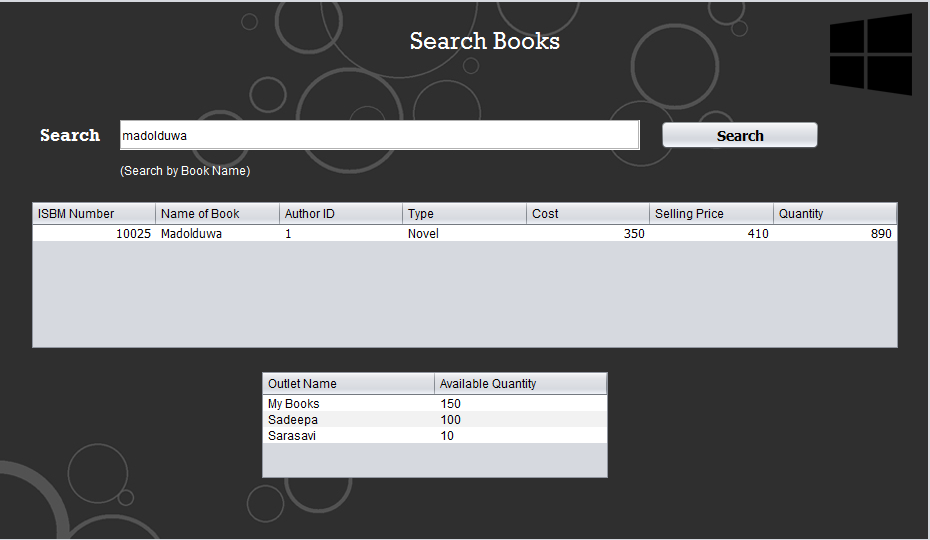 Search Books
Search madolduwa Search
(Search by Book Name)
ISBM Number Name of Book Author ID Type Cost Selling Price Quantity
10025 Madolduwa 1 Novel 350 410 890
Outlet Name Available Quantity
My Books 150
Sadeepa 100
Sarasavi 10